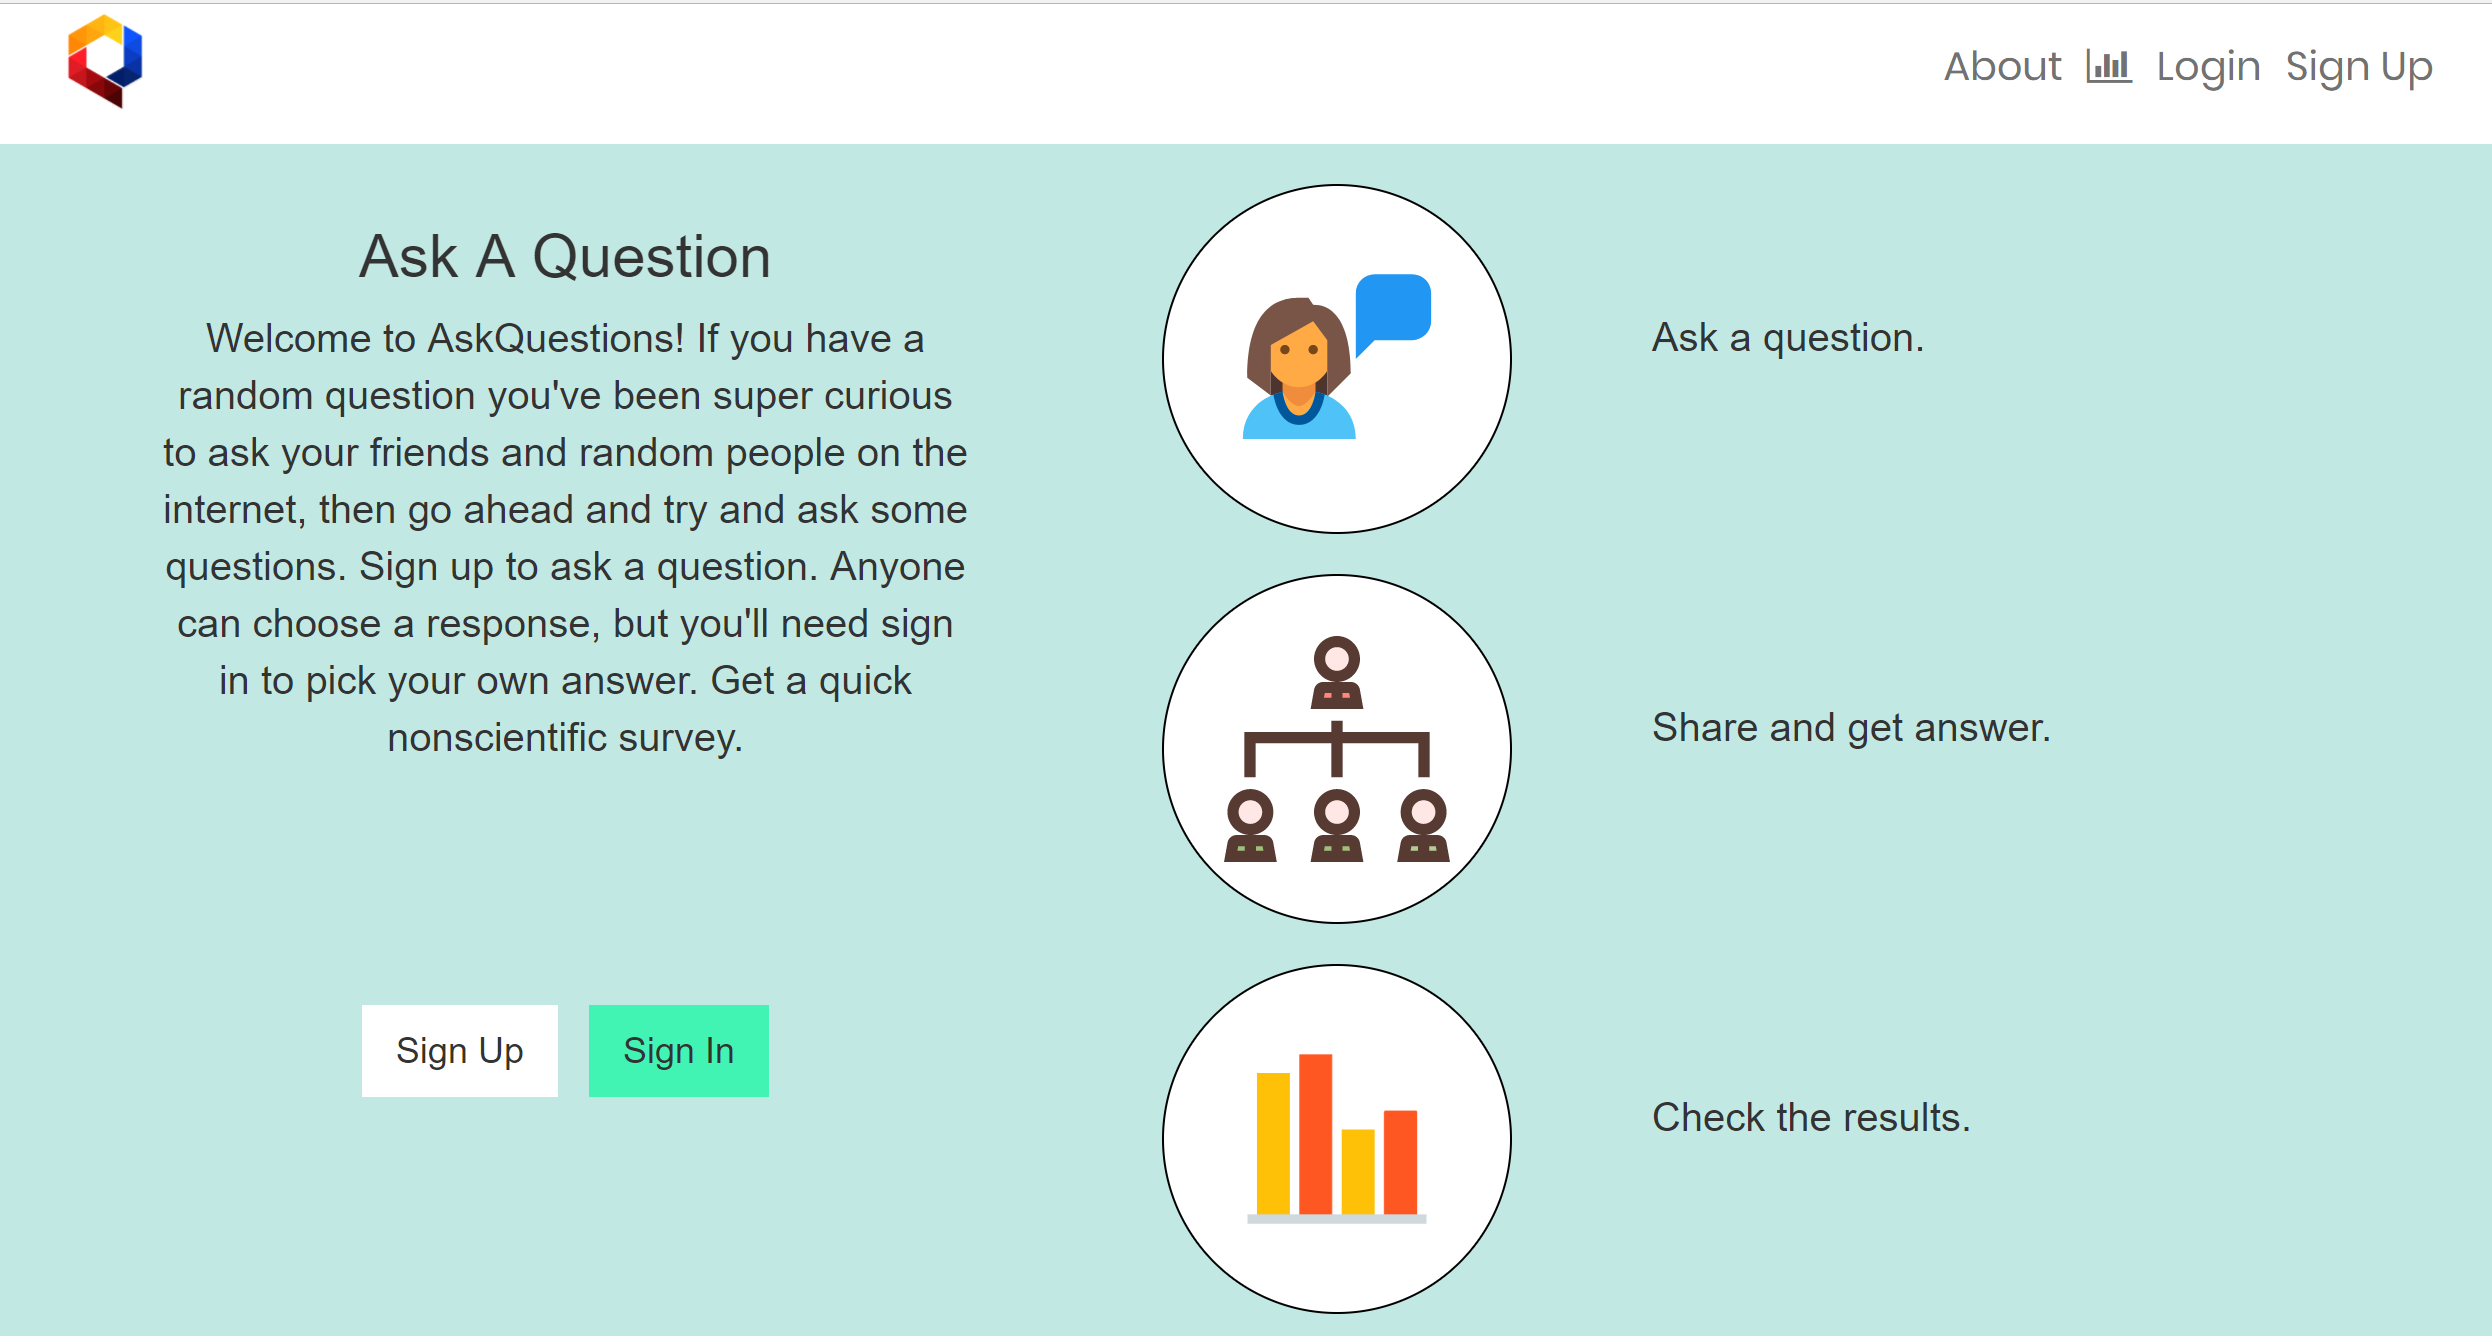 About Login Sign Up
Ask A Question
Welcome to AskQuestions! If you have a
random question you've been super curious
to ask your friends and random people on the
internet, then go ahead and try and ask some
questions. Sign up to ask a question. Anyone
can choose a response, but you'll need sign
in to pick your own answer. Get a quick
nonscientific survey.
Sign Up Sign In
Ask a question.
Share and get answer.
Check the results.